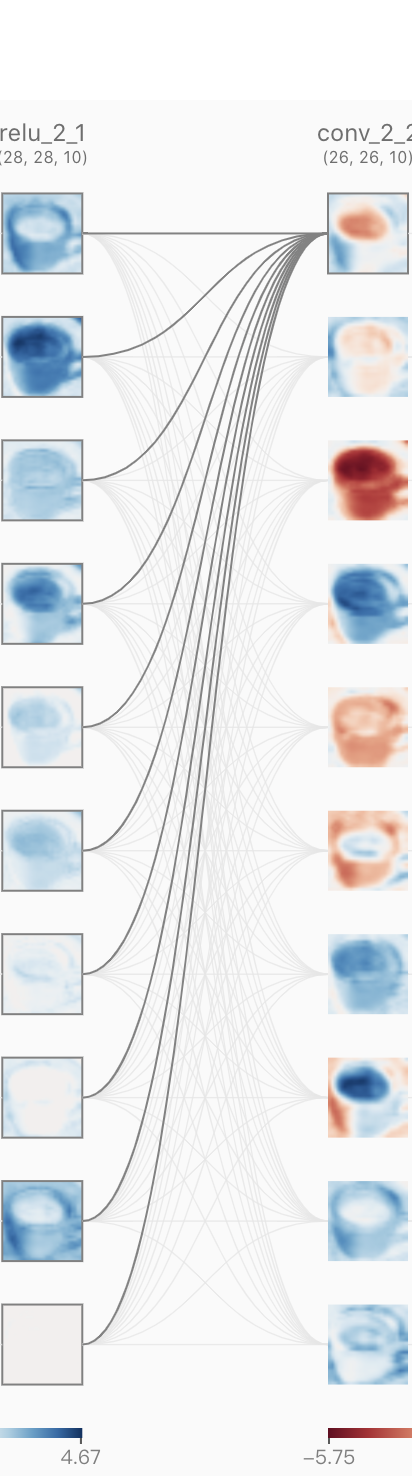 relu_2_1
(28, 28, 10)
conv_2_2
(26, 26, 10)
4.67
−5.75